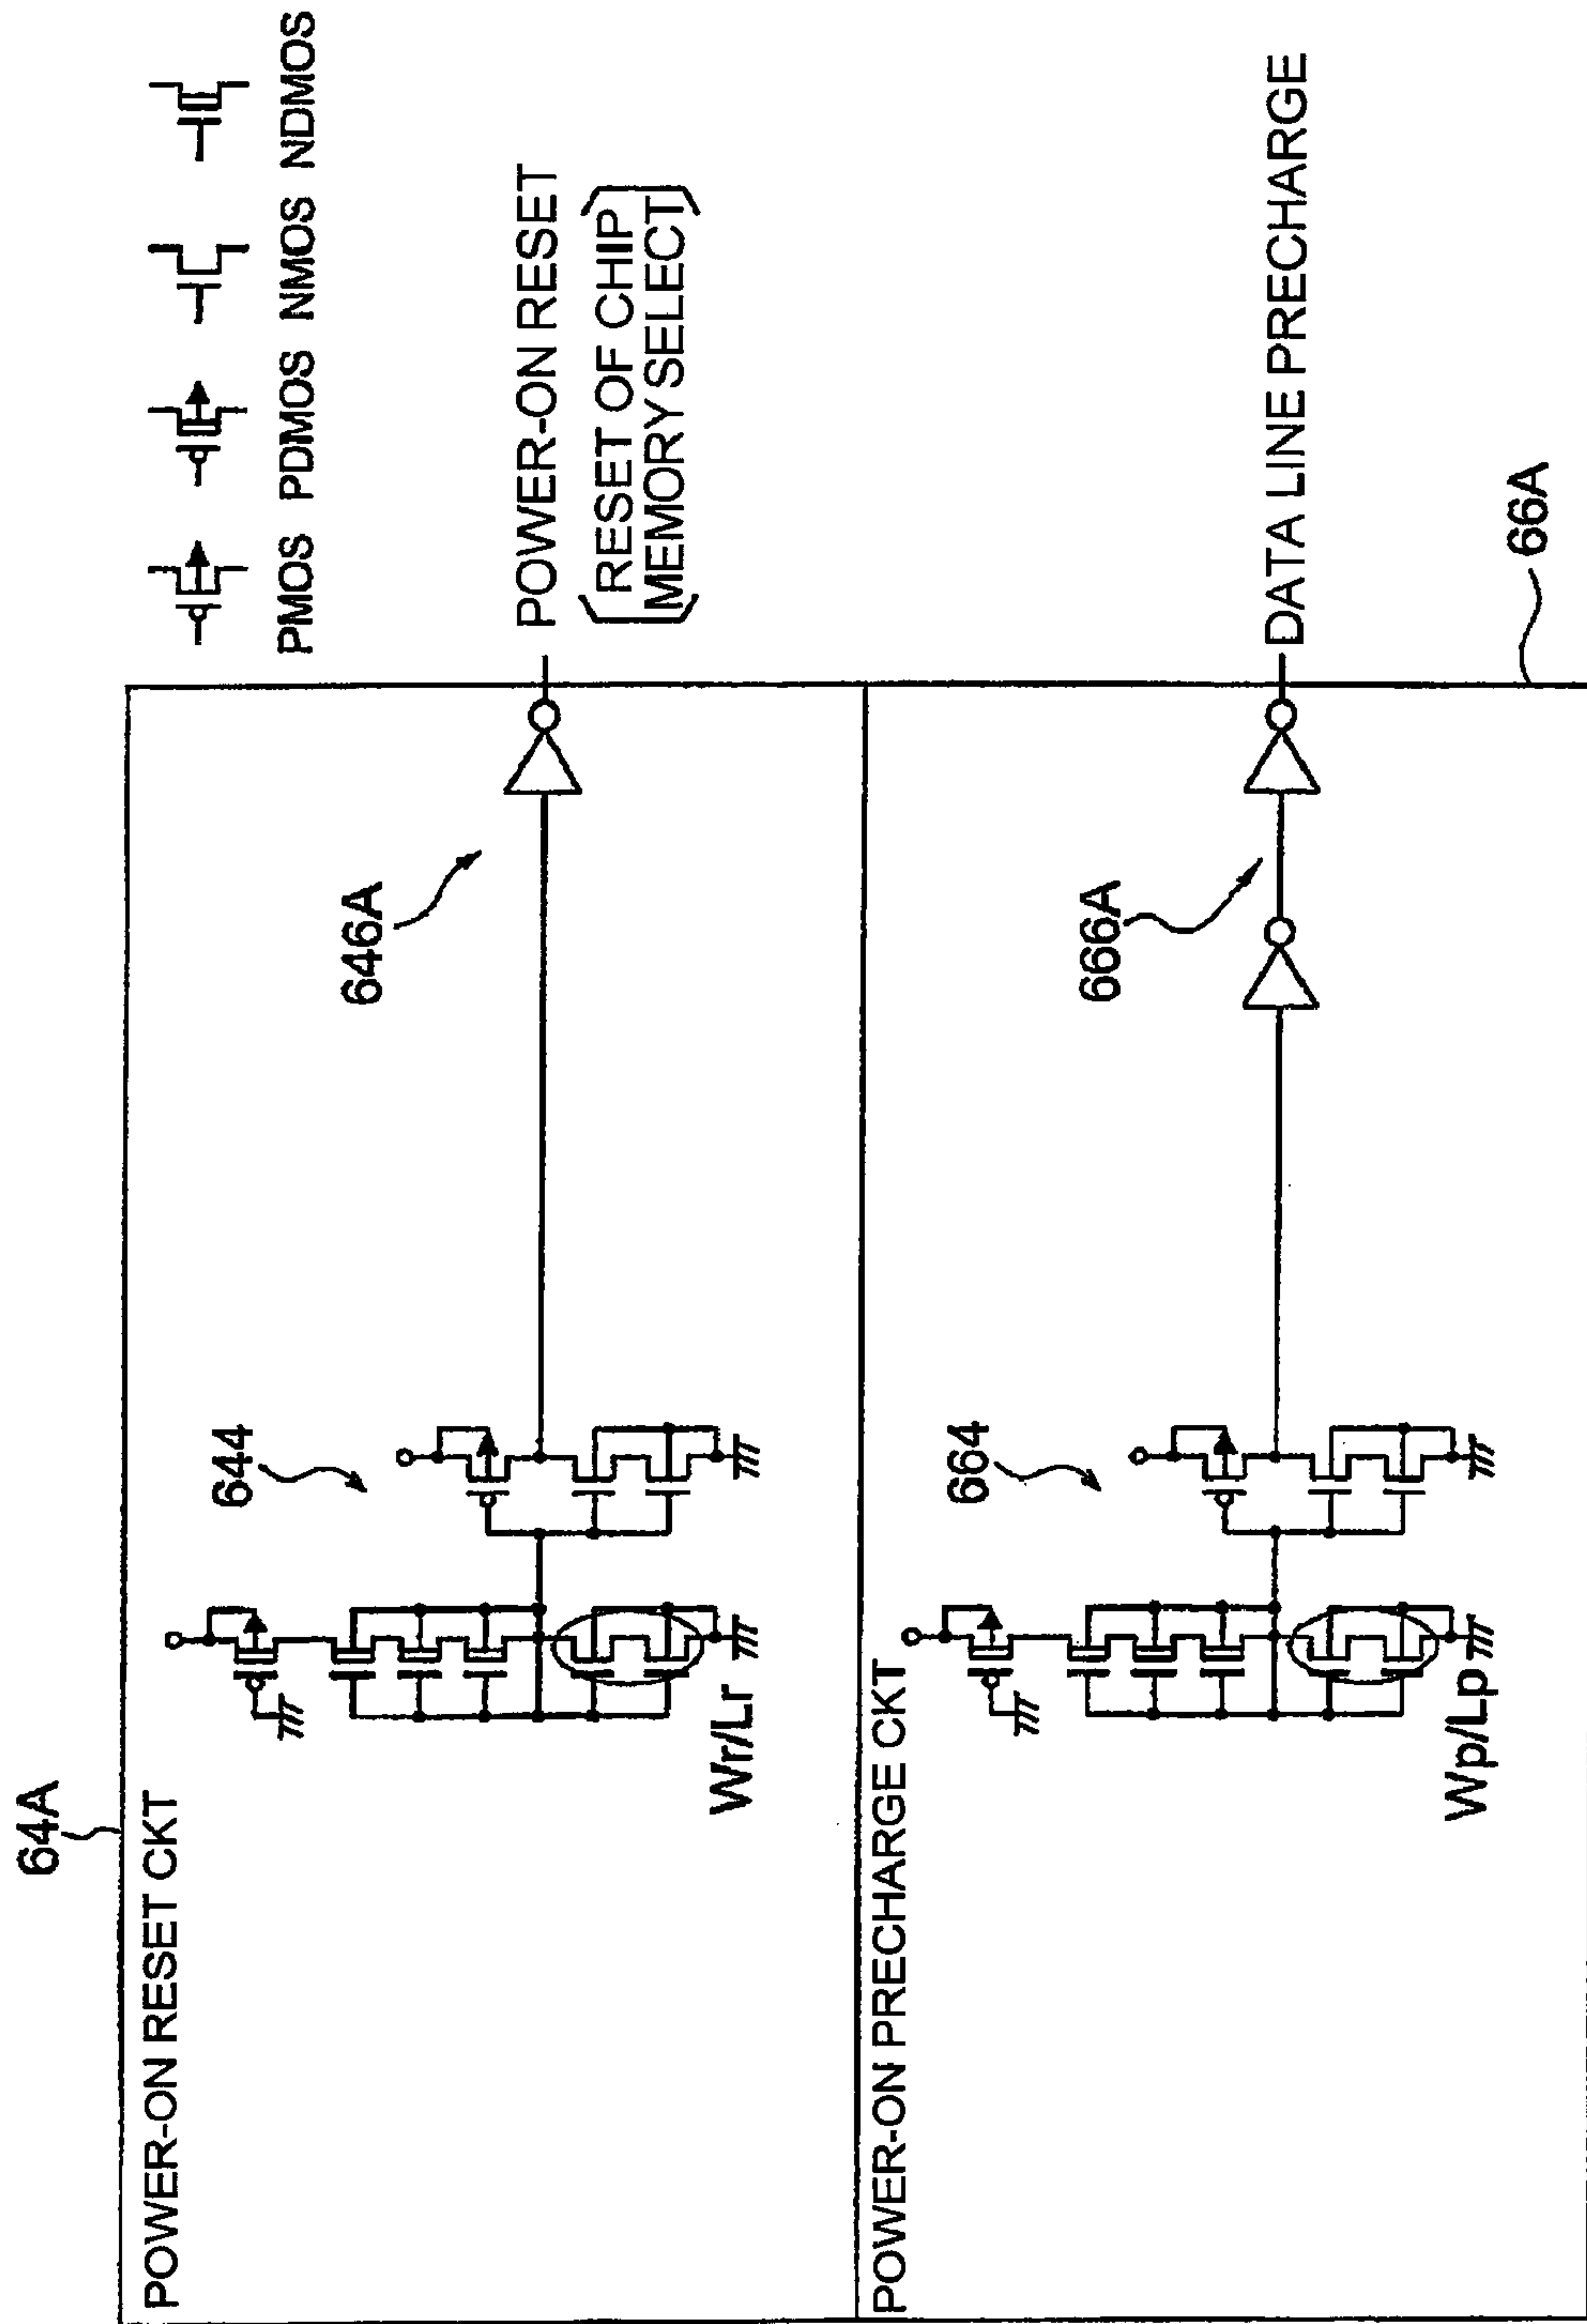 64A
POWER-ON RESET CKT
644
646A
Wr/Lr
PMOS PDMOS NMOS NDMOS
POWER-ON RESET
RESET OF CHIP
MEMORY SELECT
POWER-ON PRECHARGE CKT
664
666A
Wp/Lp
DATA LINE PRECHARGE
66A